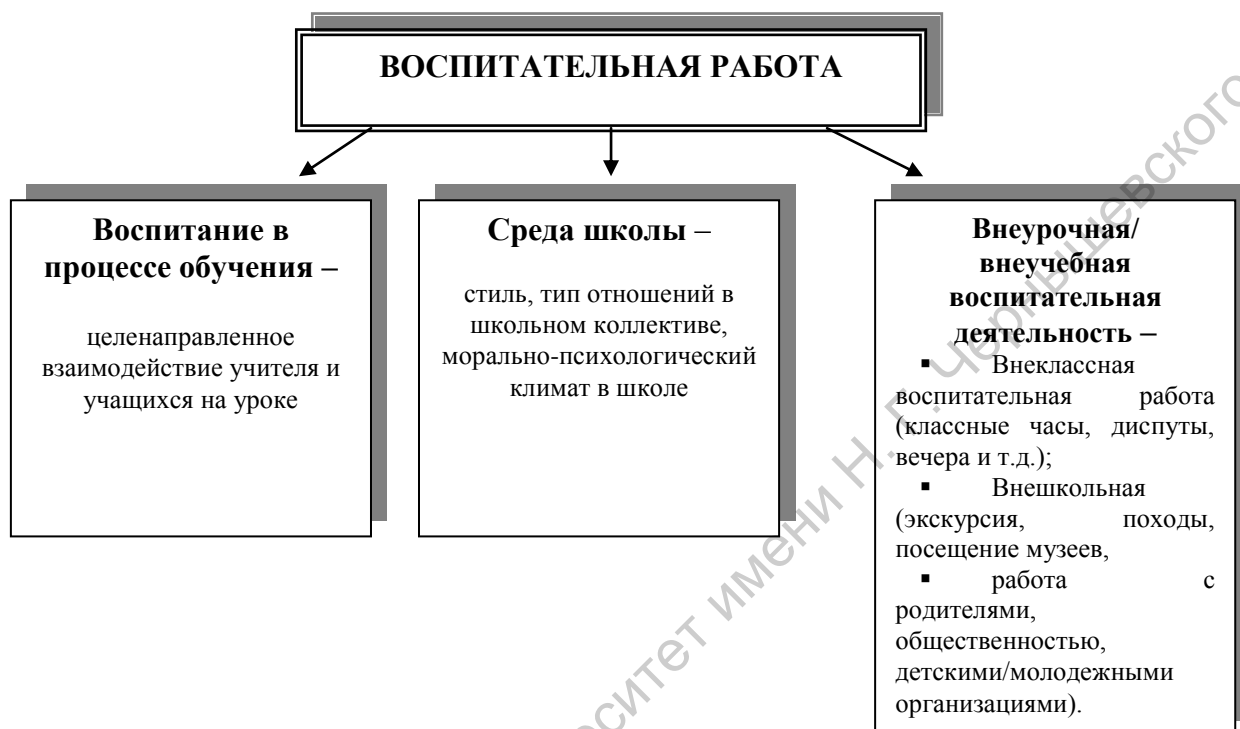 ВОСПИТАТЕЛЬНАЯ РАБОТА
Воспитание в
процессе обучения –
целенаправленное
взаимодействие учителя и
учащихся на уроке
Среда школы –
стиль, тип отношений в
школьном коллективе,
морально-психологический
климат в школе
Внеурочная/
внеучебная
воспитательная
деятельность –
▪ Внеклассная
воспитательная работа
(классные часы, диспуты,
вечера и т.д.);
▪ Внешкольная
(экскурсия, походы,
посещение музеев,
▪ работа с
родителями,
общественностью,
детскими/молодежными
организациями).
имени Н. Г. Чернышевского